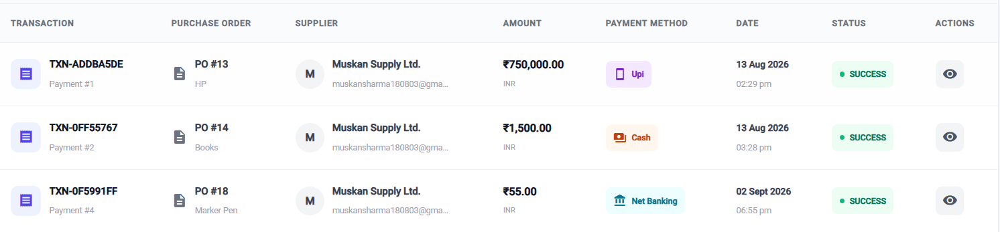 TRANSACTION PURCHASE ORDER SUPPLIER AMOUNT PAYMENT METHOD DATE STATUS ACTIONS
TXN-ADDBA5DE PO #13 Muskan Supply Ltd. ₹750,000.00 Upi 13 Aug 2026 SUCCESS
Payment #1 HP muskansharma180803@gma... INR 02:29 pm
TXN-0FF55767 PO #14 Muskan Supply Ltd. ₹1,500.00 Cash 13 Aug 2026 SUCCESS
Payment #2 Books muskansharma180803@gma... INR 03:28 pm
TXN-0F5991FF PO #18 Muskan Supply Ltd. ₹55.00 Net Banking 02 Sept 2026 SUCCESS
Payment #4 Marker Pen muskansharma180803@gma... INR 06:55 pm